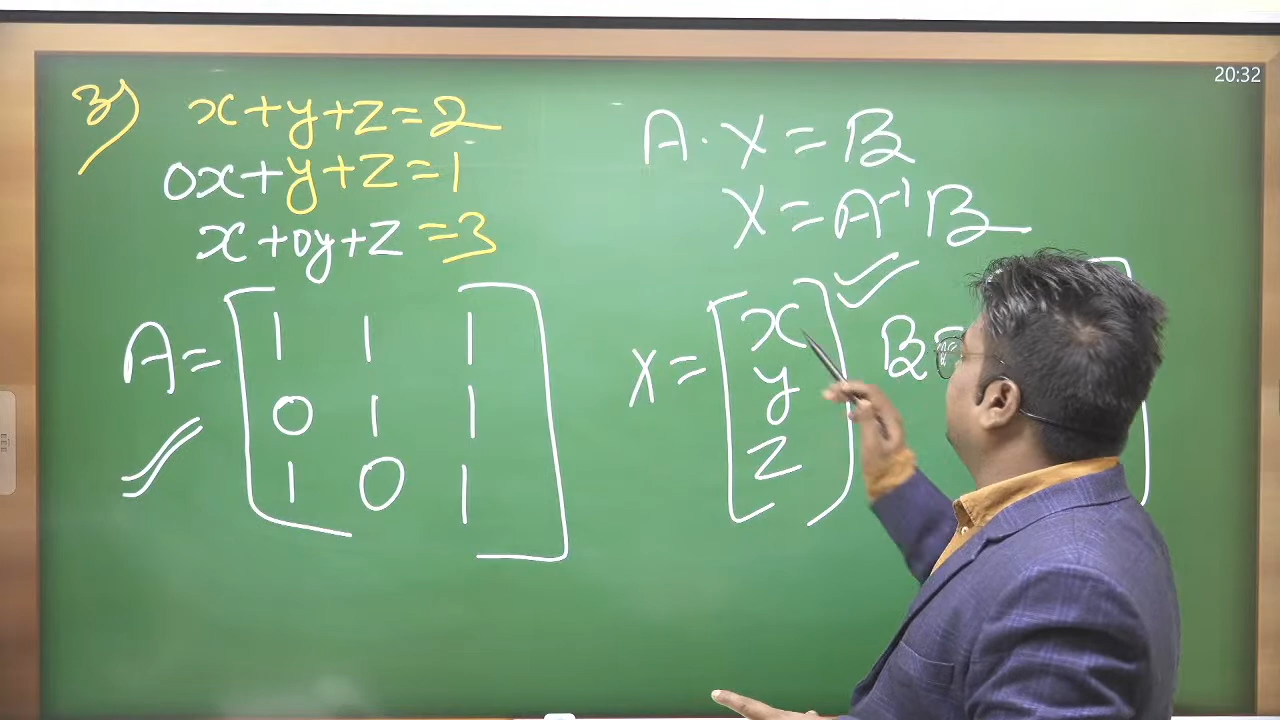 20:32
3) x+y+z=2
0x+y+z=1
x+0y+z=3
A·X=B
X=A⁻¹B
A= [1 1 1
0 1 1
1 0 1]
X= [x
y
z]
B=